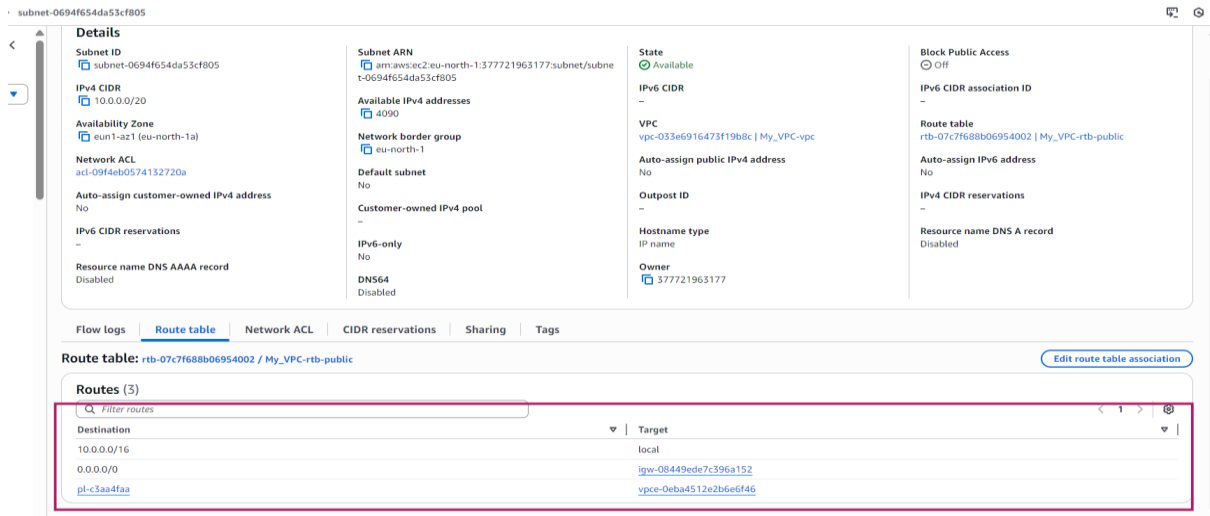 subnet-0694f654da53cf805
Details
Subnet ID
subnet-0694f654da53cf805
IPv4 CIDR
10.0.0.0/20
Availability Zone
eun1-az1 (eu-north-1a)
Network ACL
acl-09f4eb0574132720a
Auto-assign customer-owned IPv4 address
No
IPv6 CIDR reservations
–
Resource name DNS AAAA record
Disabled
Subnet ARN
arn:aws:ec2:eu-north-1:377721963177:subnet/subne
t-0694f654da53cf805
Available IPv4 addresses
4090
Network border group
eu-north-1
Default subnet
No
Customer-owned IPv4 pool
–
IPv6-only
No
DNS64
Disabled
State
Available
IPv6 CIDR
–
VPC
vpc-033e6916473f19b8c | My_VPC-vpc
Auto-assign public IPv4 address
No
Outpost ID
–
Hostname type
IP name
Owner
377721963177
Block Public Access
Off
IPv6 CIDR association ID
–
Route table
rtb-07c7f688b06954002 | My_VPC-rtb-public
Auto-assign IPv6 address
No
IPv4 CIDR reservations
–
Resource name DNS A record
Disabled
Flow logs Route table Network ACL CIDR reservations Sharing Tags
Route table: rtb-07c7f688b06954002 / My_VPC-rtb-public Edit route table association
Routes (3)
Filter routes 1
Destination Target
10.0.0.0/16 local
0.0.0.0/0 igw-08449ede7c396a152
pl-c3aa4faa vpce-0eba4512e2b6e6f46